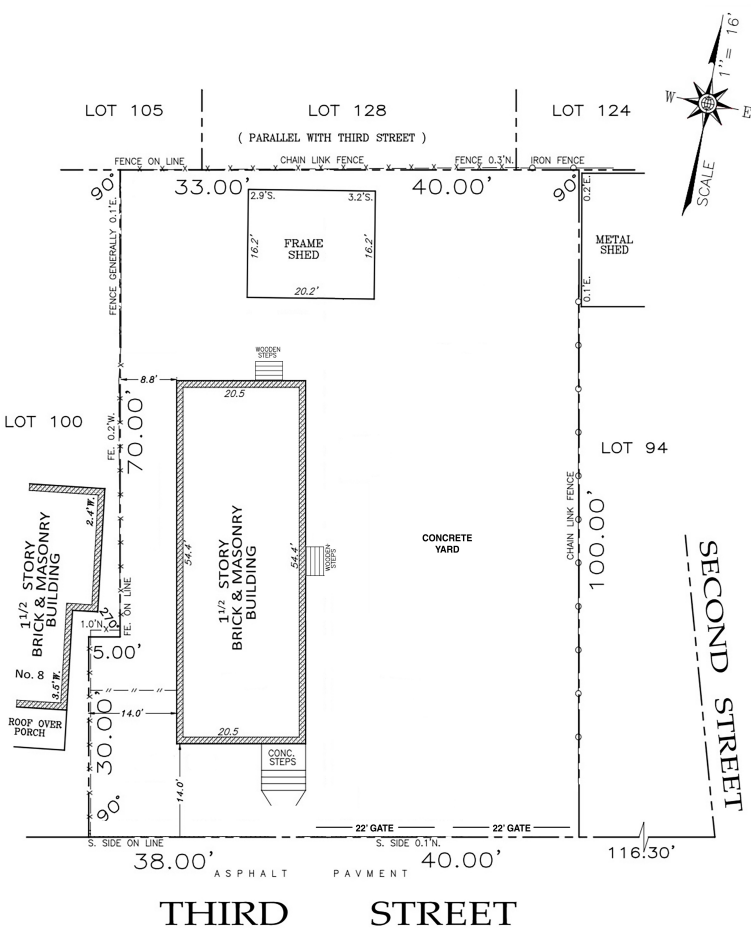 1"= 16'
W
E
SCALE
LOT 105
LOT 128
LOT 124
( PARALLEL WITH THIRD STREET )
FENCE ON LINE
CHAIN LINK FENCE
FENCE 0.3'N.
IRON FENCE
90°
33.00'
40.00'
90°
2.9'S.
3.2'S.
0.2'E.
FENCE GENERALLY 0.1'E.
16.2'
FRAME
SHED
16.2'
METAL
SHED
20.2'
0.1'E.
WOODEN
STEPS
8.8'
20.5
LOT 100
FE. 0.2'W.
70.00'
LOT 94
2.4'W.
CHAIN LINK FENCE
100.00'
CONCRETE
YARD
1 1/2 STORY
BRICK & MASONRY
BUILDING
54.4'
1 1/2 STORY
BRICK & MASONRY
BUILDING
54.4'
WOODEN
STEPS
SECOND STREET
FE. ON LINE
270°
1.0'N.
5.00'
No. 8
3.5'W.
ROOF OVER
PORCH
14.0'
30.00'
20.5
CONC.
STEPS
14.0'
90°
22' GATE
22' GATE
S. SIDE ON LINE
S. SIDE 0.1'N.
38.00'
40.00'
116.30'
ASPHALT PAVMENT
THIRD STREET